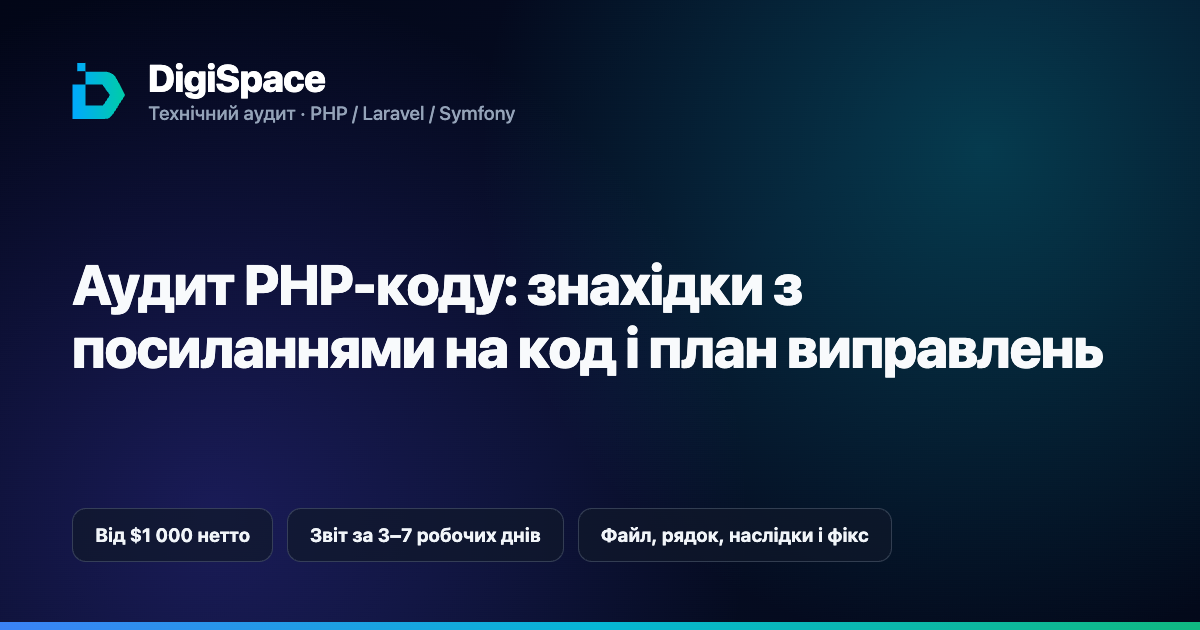 DigiSpace
Технічний аудит · PHP / Laravel / Symfony
Аудит PHP-коду: знахідки з
посиланнями на код і план виправлень
Від $1 000 нетто
Звіт за 3–7 робочих днів
Файл, рядок, наслідки і фікс